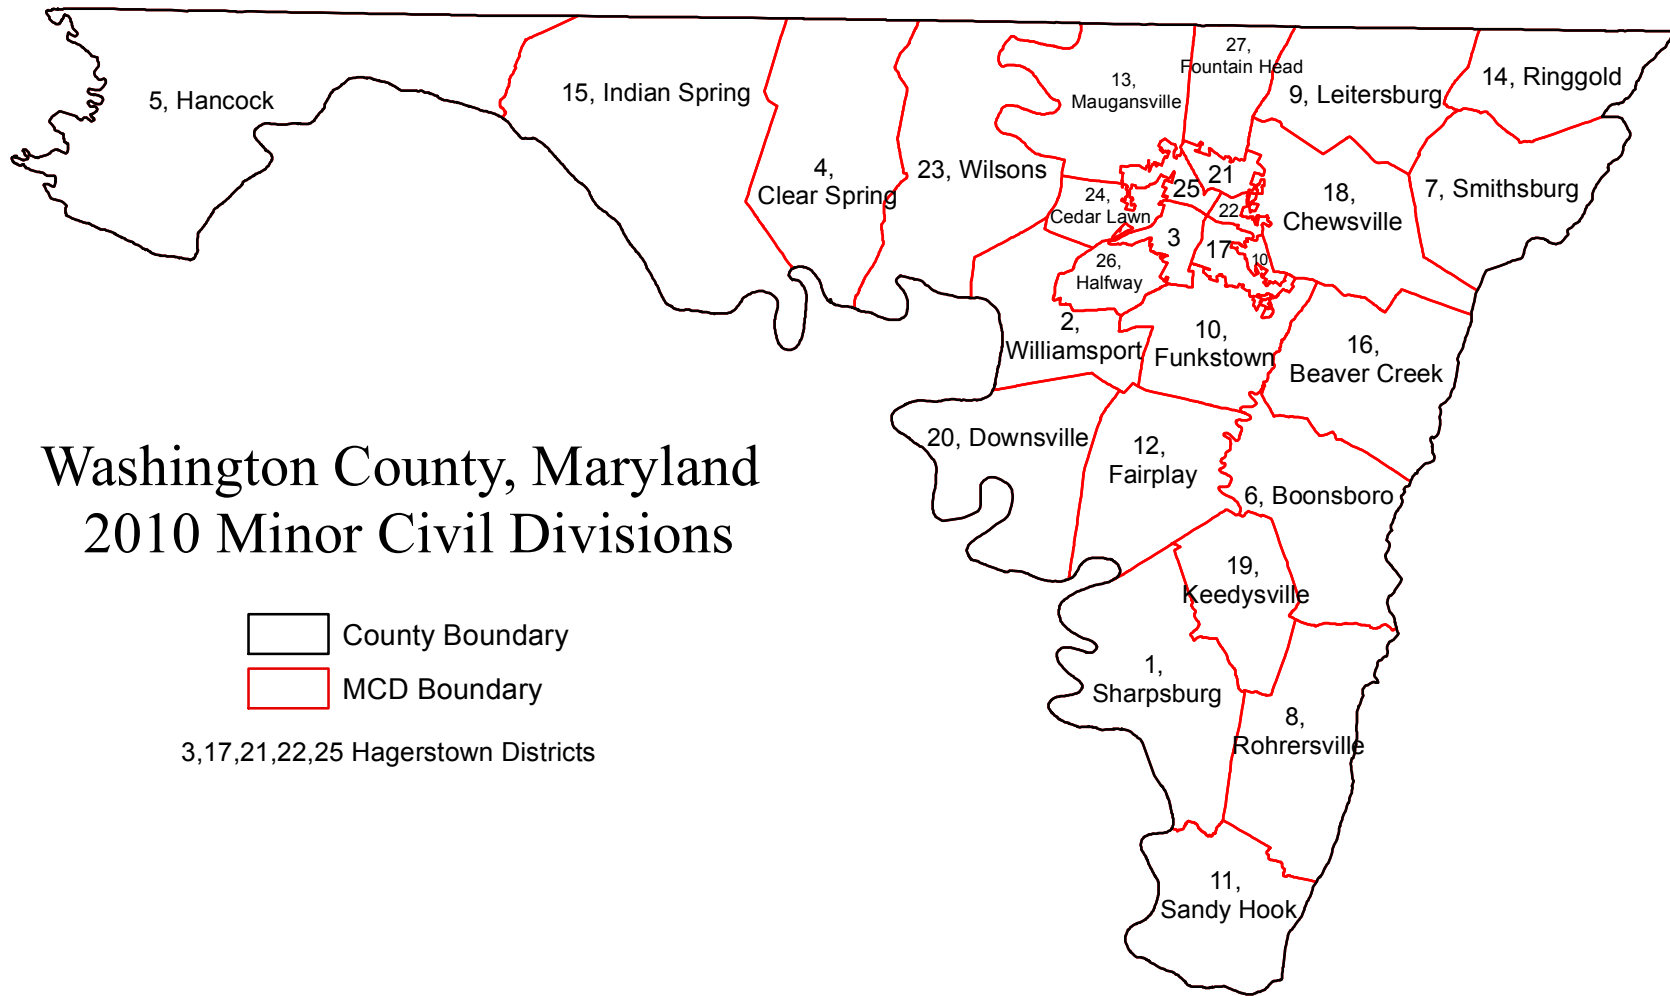 5, Hancock
15, Indian Spring
4,
Clear Spring
23, Wilsons
13,
Maugansville
27,
Fountain Head
9, Leitersburg
14, Ringgold
7, Smithsburg
18,
Chewsville
21
25
22
24,
Cedar Lawn
3
17
10
26,
Halfway
2,
Williamsport
10,
Funkstown
16,
Beaver Creek
20, Downsville
12,
Fairplay
6, Boonsboro
19,
Keedysville
1,
Sharpsburg
8,
Rohrersville
11,
Sandy Hook
Washington County, Maryland
2010 Minor Civil Divisions
County Boundary
MCD Boundary
3,17,21,22,25 Hagerstown Districts